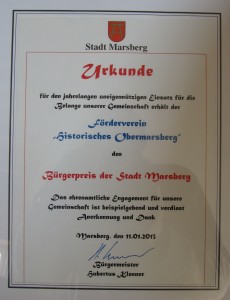 Stadt Marsberg
Urkunde
für den jahrelangen uneigennützigen Einsatz für die
Belange unserer Gemeinschaft erhält der
Förderverein
„Historisches Obermarsberg“
den
Bürgerpreis der Stadt Marsberg
Das ehrenamtliche Engagement für unsere
Gemeinschaft ist beispielgebend und verdient
Anerkennung und Dank
Marsberg, den 11.01.2015
Bürgermeister
Hubertus Klenner